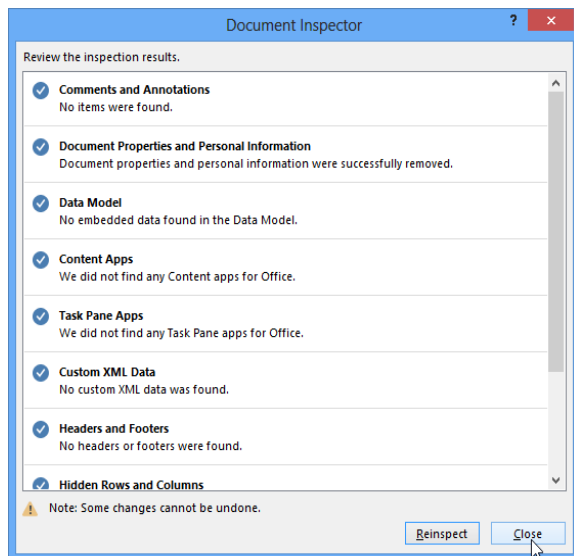 Document Inspector
?
Review the inspection results.
Comments and Annotations
No items were found.
Document Properties and Personal Information
Document properties and personal information were successfully removed.
Data Model
No embedded data found in the Data Model.
Content Apps
We did not find any Content apps for Office.
Task Pane Apps
We did not find any Task Pane apps for Office.
Custom XML Data
No custom XML data was found.
Headers and Footers
No headers or footers were found.
Hidden Rows and Columns
Note: Some changes cannot be undone.
Reinspect
Close